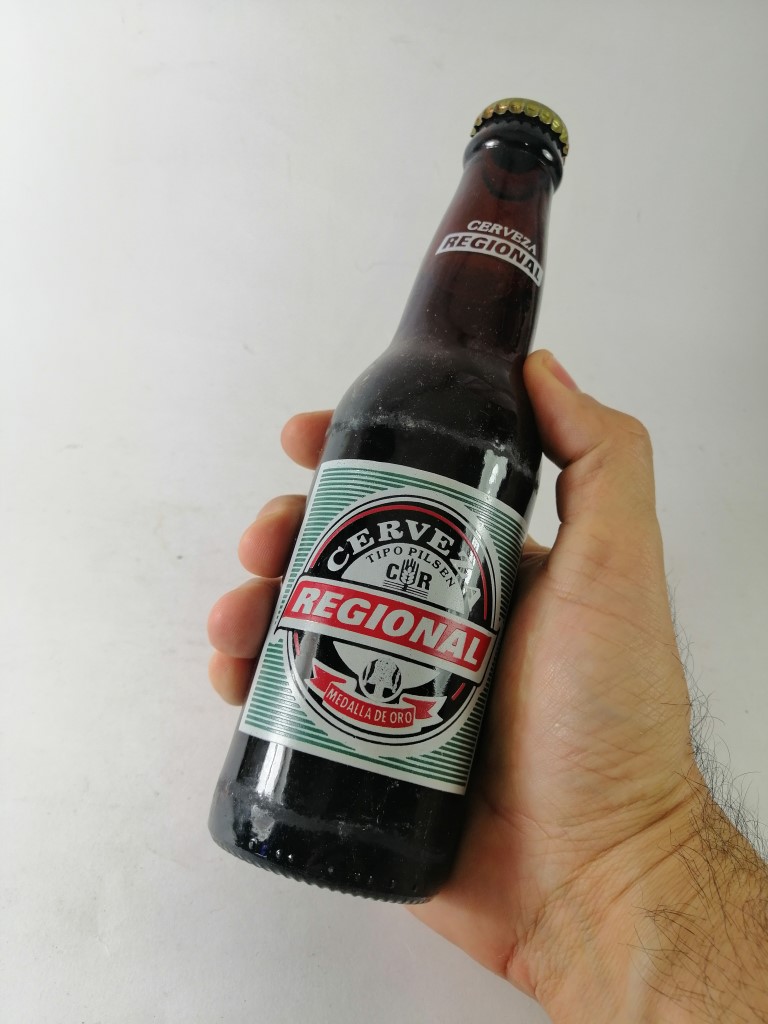 CERVEZA
REGIONAL
CERVEZA
TIPO PILSEN
CR
REGIONAL
MEDALLA DE ORO